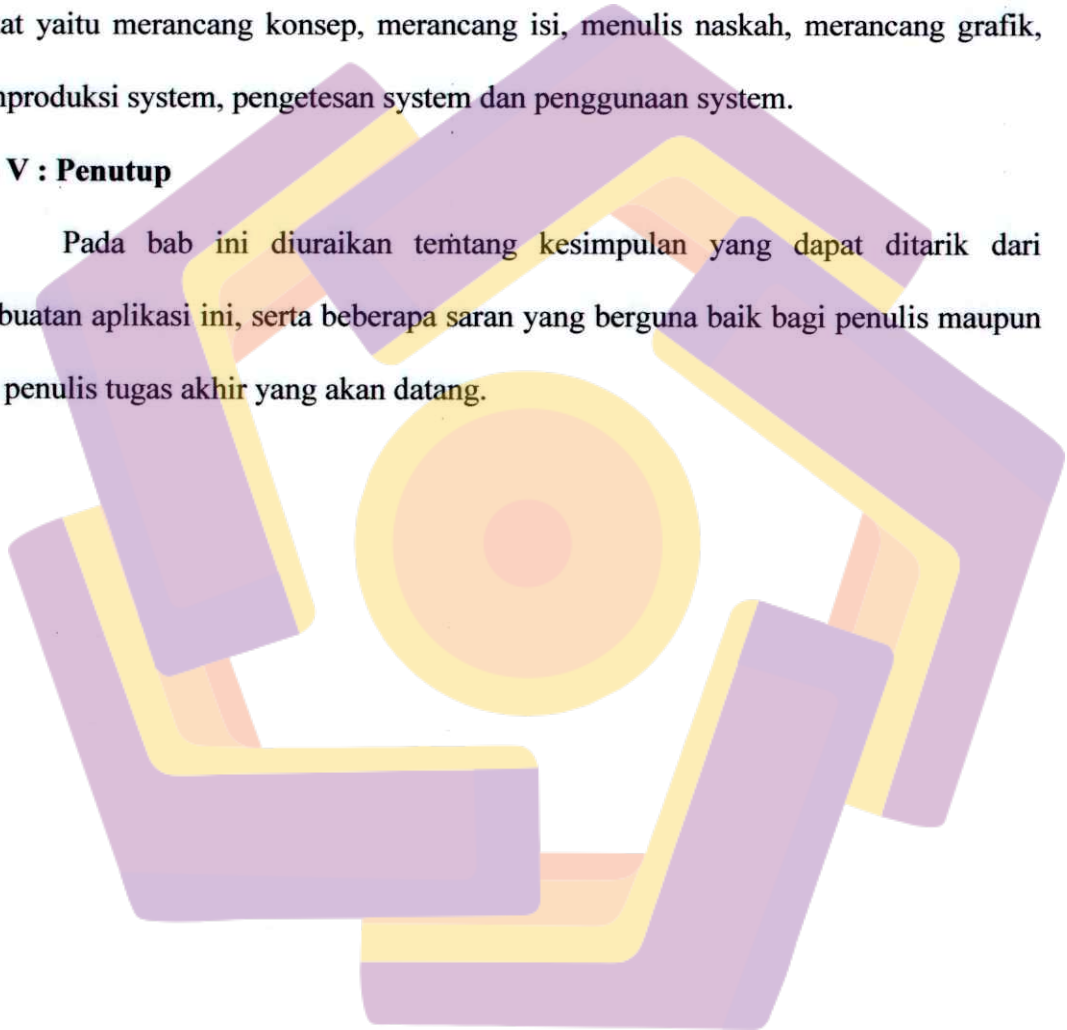 at yaitu merancang konsep, merancang isi, menulis naskah, merancang grafik,
nproduksi system, pengetesan system dan penggunaan system.
V : Penutup
Pada bab ini diuraikan temtang kesimpulan yang dapat ditarik dari
buatan aplikasi ini, serta beberapa saran yang berguna baik bagi penulis maupun
penulis tugas akhir yang akan datang.